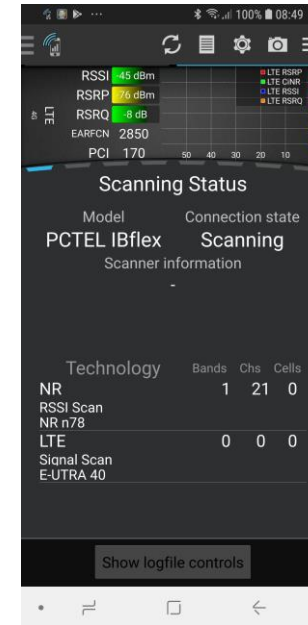 100% 08:49
RSSI -45 dBm
RSRP -76 dBm
RSRQ -8 dB
EARFCN 2850
PCI 170
4G LTE
LTE RSRP
LTE CINR
LTE RSSI
LTE RSRQ
50 40 30 20 10
Scanning Status
Model Connection state
PCTEL IBflex Scanning
Scanner information
-
Technology Bands Chs Cells
NR 1 21 0
RSSI Scan
NR n78
LTE 0 0 0
Signal Scan
E-UTRA 40
Show logfile controls